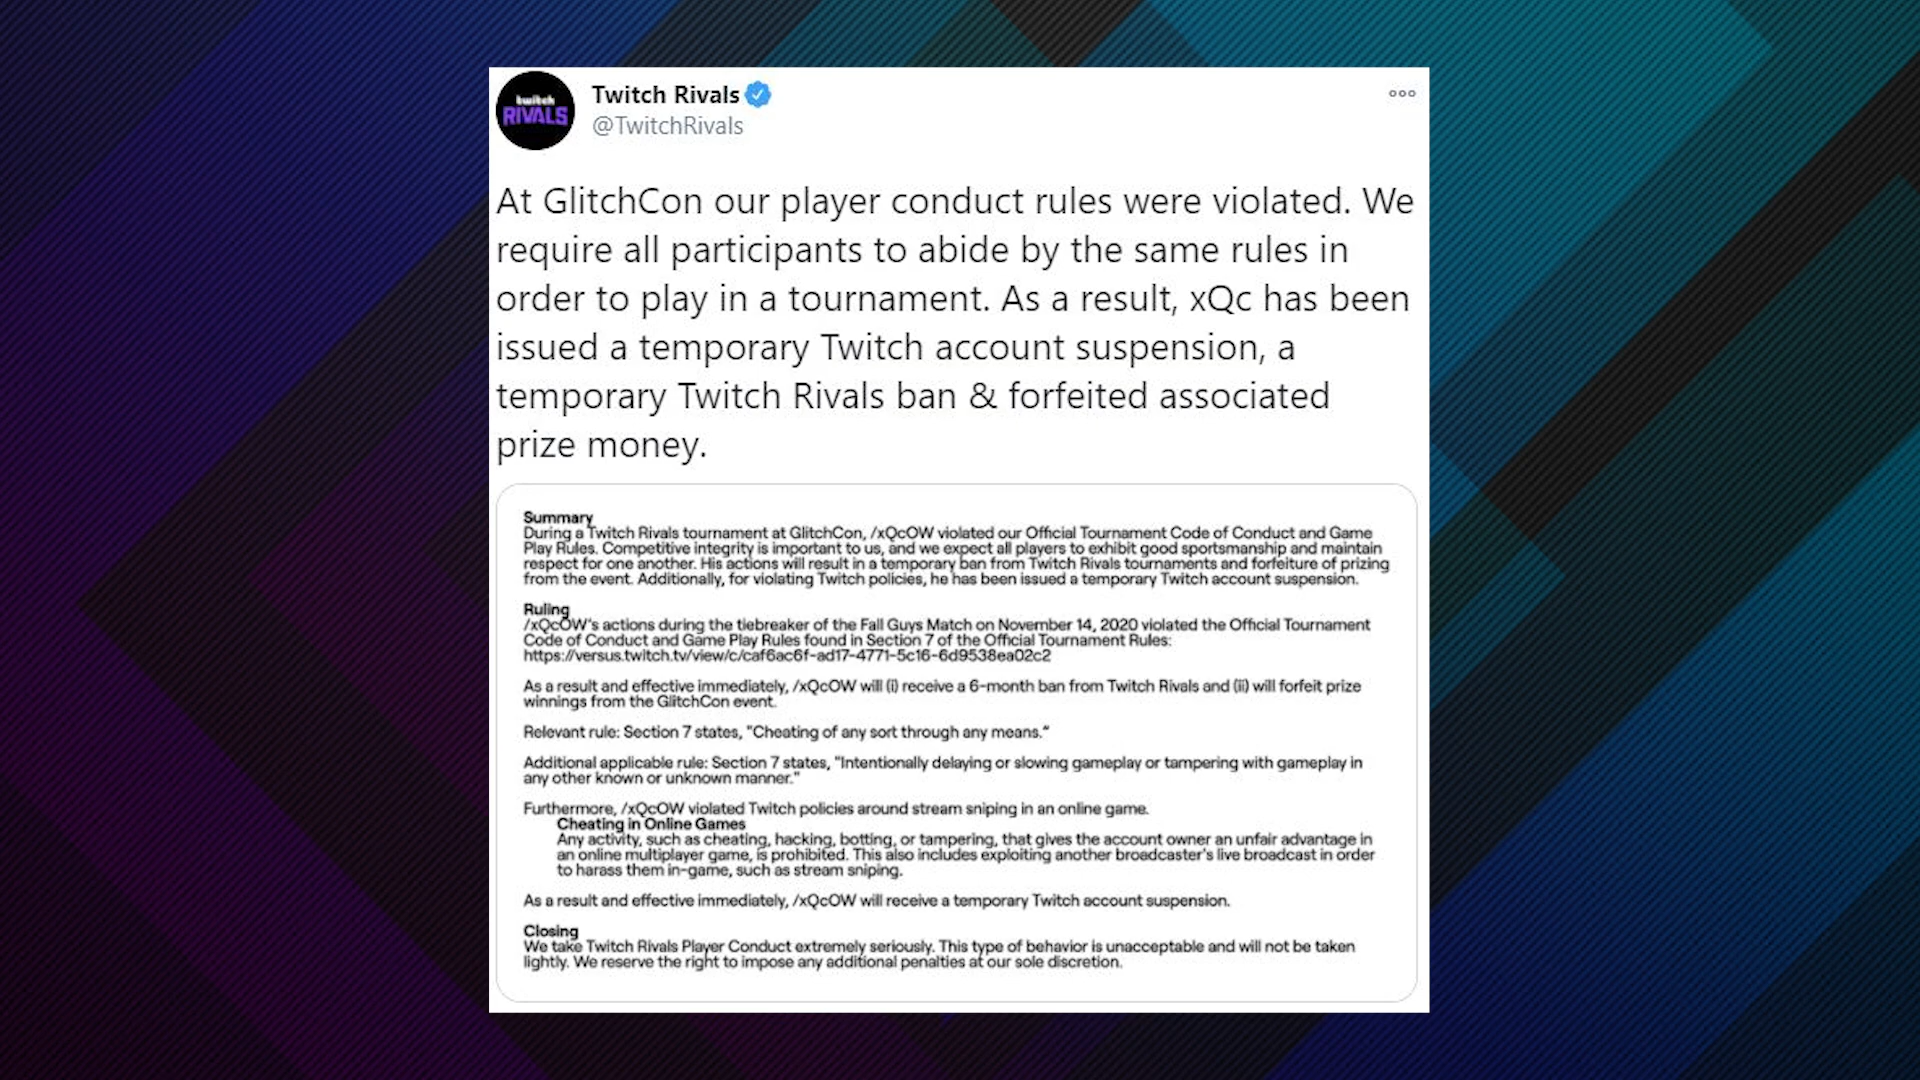 twitch
RIVALS
Twitch Rivals
@TwitchRivals
At GlitchCon our player conduct rules were violated. We
require all participants to abide by the same rules in
order to play in a tournament. As a result, xQc has been
issued a temporary Twitch account suspension, a
temporary Twitch Rivals ban & forfeited associated
prize money.
Summary
During a Twitch Rivals tournament at GlitchCon, /xQcOW violated our Official Tournament Code of Conduct and Game
Play Rules. Competitive integrity is important to us, and we expect all players to exhibit good sportsmanship and maintain
respect for one another. His actions will result in a temporary ban from Twitch Rivals tournaments and forfeiture of prizing
from the event. Additionally, for violating Twitch policies, he has been issued a temporary Twitch account suspension.
Ruling
/xQcOW's actions during the tiebreaker of the Fall Guys Match on November 14, 2020 violated the Official Tournament
Code of Conduct and Game Play Rules found in Section 7 of the Official Tournament Rules:
https://versus.twitch.tv/view/c/caf6ac6f-ad17-4771-5c16-6d9538ea02c2
As a result and effective immediately, /xQcOW will (i) receive a 6-month ban from Twitch Rivals and (ii) will forfeit prize
winnings from the GlitchCon event.
Relevant rule: Section 7 states, "Cheating of any sort through any means."
Additional applicable rule: Section 7 states, "Intentionally delaying or slowing gameplay or tampering with gameplay in
any other known or unknown manner."
Furthermore, /xQcOW violated Twitch policies around stream sniping in an online game.
Cheating in Online Games
Any activity, such as cheating, hacking, botting, or tampering, that gives the account owner an unfair advantage in
an online multiplayer game, is prohibited. This also includes exploiting another broadcaster's live broadcast in order
to harass them in-game, such as stream sniping.
As a result and effective immediately, /xQcOW will receive a temporary Twitch account suspension.
Closing
We take Twitch Rivals Player Conduct extremely seriously. This type of behavior is unacceptable and will not be taken
lightly. We reserve the right to impose any additional penalties at our sole discretion.